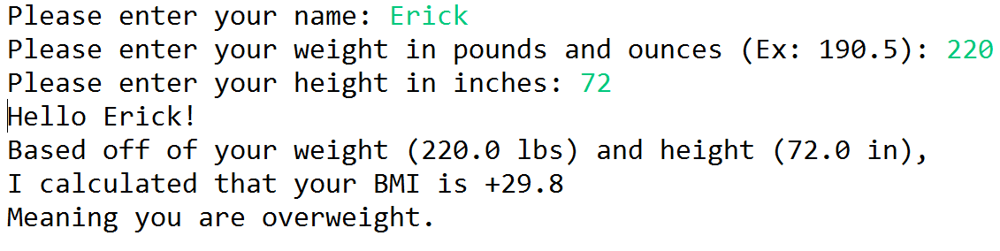 Please enter your name: Erick
Please enter your weight in pounds and ounces (Ex: 190.5): 220
Please enter your height in inches: 72
Hello Erick!
Based off of your weight (220.0 lbs) and height (72.0 in),
I calculated that your BMI is +29.8
Meaning you are overweight.